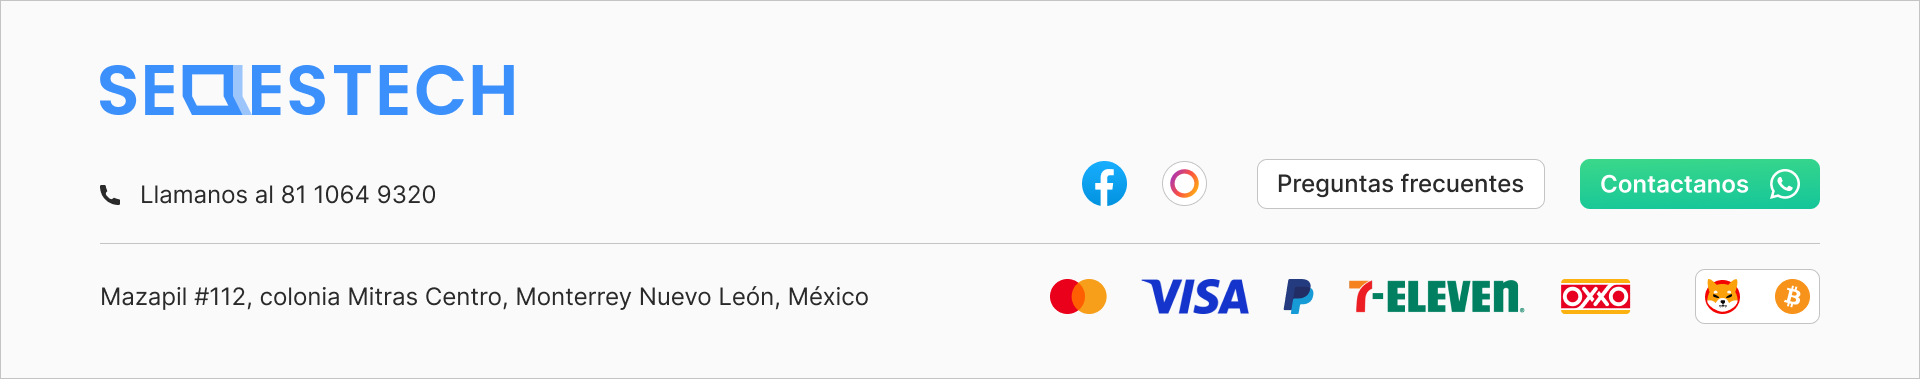 SEQESTECH
Llamanos al 81 1064 9320
Preguntas frecuentes
Contactanos
Mazapil #112, colonia Mitras Centro, Monterrey Nuevo León, México
VISA
7-ELEVEN®
OXXO